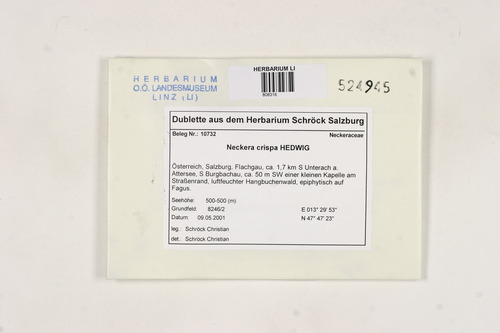 HERBARIUM
O.Ö. LANDESMUSEUM
LINZ (LI)
HERBARIUM LI
808316
524945
Dublette aus dem Herbarium Schröck Salzburg
Beleg Nr.: 10732 Neckeraceae
Neckera crispa HEDWIG
Österreich, Salzburg, Flachgau, ca. 1,7 km S Unterach a.
Attersee, S Burgbachau, ca. 50 m SW einer kleinen Kapelle am
Straßenrand, luftfeuchter Hangbuchenwald, epiphytisch auf
Fagus.
Seehöhe: 500-500 (m)
Grundfeld: 8246/2 E 013° 29' 53"
Datum: 09.05.2001 N 47° 47' 23"
leg.: Schröck Christian
det.: Schröck Christian